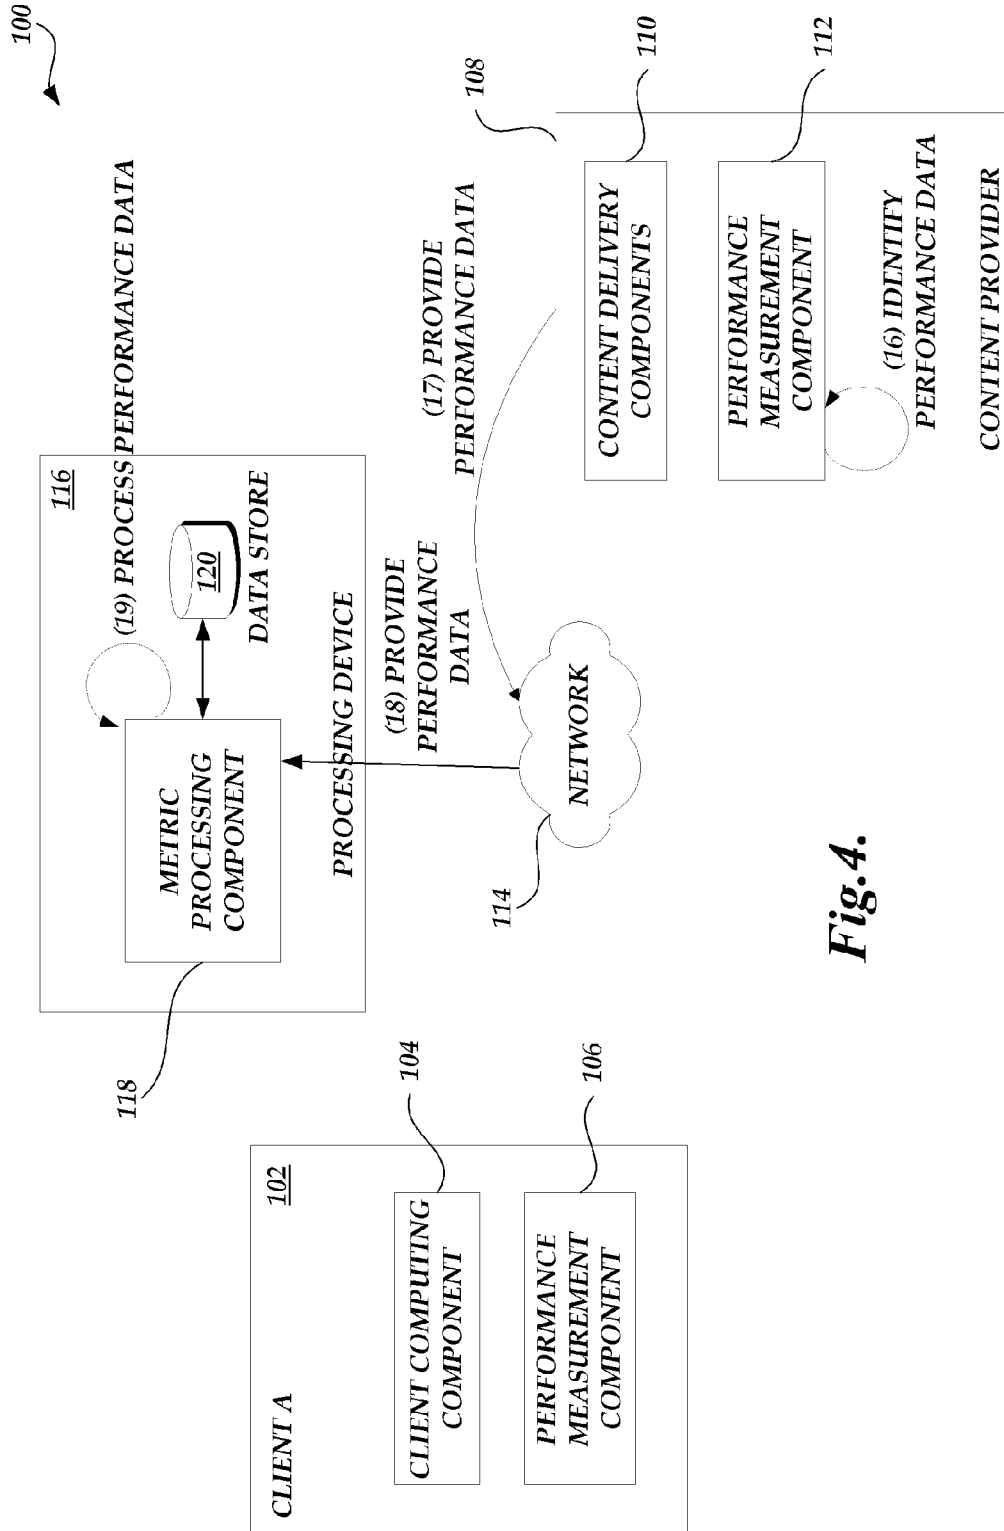 100
116
(19) PROCESS PERFORMANCE DATA
METRIC
PROCESSING
COMPONENT
120
DATA STORE
PROCESSING DEVICE
118
(18) PROVIDE
PERFORMANCE
DATA
(17) PROVIDE
PERFORMANCE DATA
NETWORK
114
CLIENT A
102
CLIENT COMPUTING
COMPONENT
104
PERFORMANCE
MEASUREMENT
COMPONENT
106
108
CONTENT DELIVERY
COMPONENTS
110
PERFORMANCE
MEASUREMENT
COMPONENT
112
(16) IDENTIFY
PERFORMANCE DATA
CONTENT PROVIDER
Fig.4.